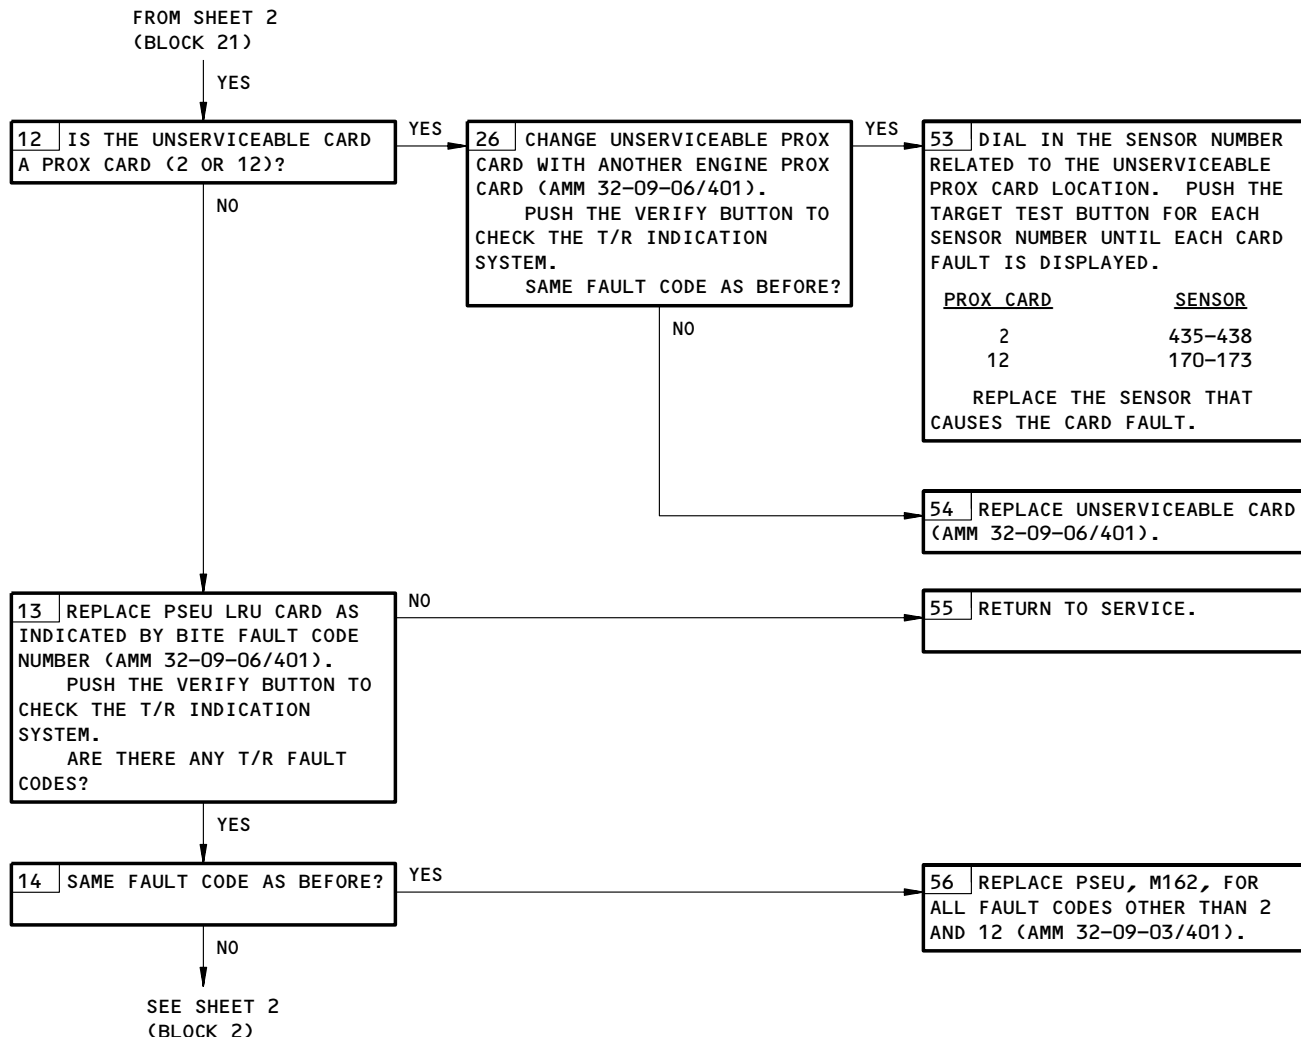 FROM SHEET 2
(BLOCK 21)
YES
12 IS THE UNSERVICEABLE CARD
A PROX CARD (2 OR 12)?
YES
NO
26 CHANGE UNSERVICEABLE PROX
CARD WITH ANOTHER ENGINE PROX
CARD (AMM 32-09-06/401).
PUSH THE VERIFY BUTTON TO
CHECK THE T/R INDICATION
SYSTEM.
SAME FAULT CODE AS BEFORE?
YES
NO
53 DIAL IN THE SENSOR NUMBER
RELATED TO THE UNSERVICEABLE
PROX CARD LOCATION. PUSH THE
TARGET TEST BUTTON FOR EACH
SENSOR NUMBER UNTIL EACH CARD
FAULT IS DISPLAYED.
PROX CARD SENSOR
2 435-438
12 170-173
REPLACE THE SENSOR THAT
CAUSES THE CARD FAULT.
54 REPLACE UNSERVICEABLE CARD
(AMM 32-09-06/401).
13 REPLACE PSEU LRU CARD AS
INDICATED BY BITE FAULT CODE
NUMBER (AMM 32-09-06/401).
PUSH THE VERIFY BUTTON TO
CHECK THE T/R INDICATION
SYSTEM.
ARE THERE ANY T/R FAULT
CODES?
NO
55 RETURN TO SERVICE.
YES
14 SAME FAULT CODE AS BEFORE?
YES
56 REPLACE PSEU, M162, FOR
ALL FAULT CODES OTHER THAN 2
AND 12 (AMM 32-09-03/401).
NO
SEE SHEET 2
(BLOCK 2)